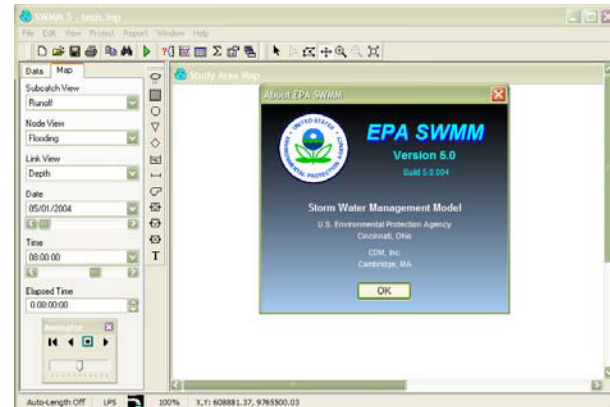 SWMM 5 - tesis.inp
File Edit View Project Report Window Help
Data Map
Subcatch View
Runoff
Node View
Flooding
Link View
Depth
Date
05/01/2004
Time
08:00:00
Elapsed Time
0.08:00:00
Animator
T
Study Area Map
About EPA SWMM
UNITED STATES
EPA SWMM
Version 5.0
Build 5.0.004
Storm Water Management Model
U.S. Environmental Protection Agency
Cincinnati, Ohio
CDM, Inc.
Cambridge, MA
OK
Auto-Length Off LPS 100% X,Y: 608881.37, 9765500.03